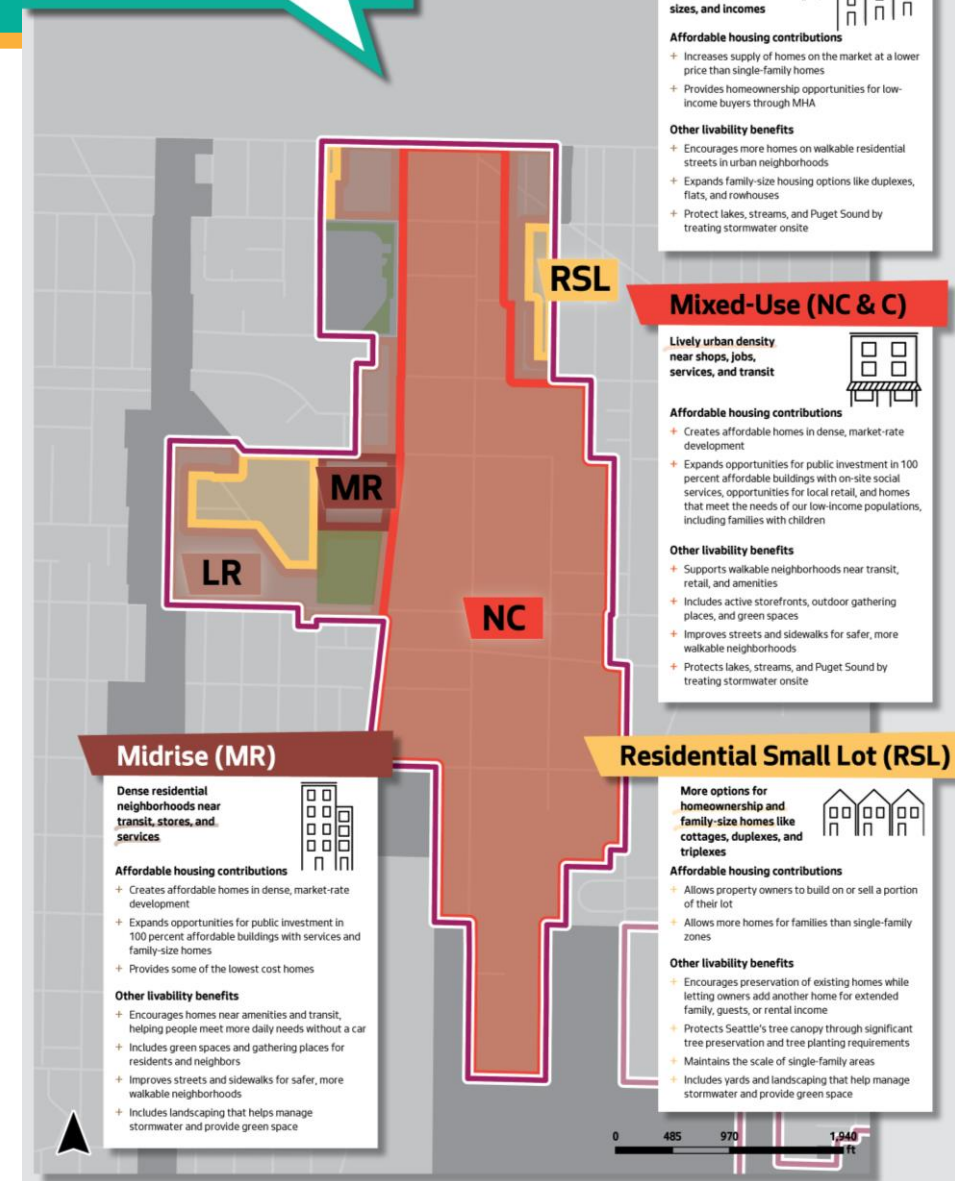 sizes, and incomes
Affordable housing contributions
+ Increases supply of homes on the market at a lower
price than single-family homes
+ Provides homeownership opportunities for low-
income buyers through MHA
Other livability benefits
+ Encourages more homes on walkable residential
streets in urban neighborhoods
+ Expands family-size housing options like duplexes,
flats, and rowhouses
+ Protect lakes, streams, and Puget Sound by
treating stormwater onsite
RSL
MR
LR
NC
Mixed-Use (NC & C)
Lively urban density
near shops, jobs,
services, and transit
Affordable housing contributions
+ Creates affordable homes in dense, market-rate
development
+ Expands opportunities for public investment in 100
percent affordable buildings with on-site social
services, opportunities for local retail, and homes
that meet the needs of our low-income populations,
including families with children
Other livability benefits
+ Supports walkable neighborhoods near transit,
retail, and amenities
+ Includes active storefronts, outdoor gathering
places, and green spaces
+ Improves streets and sidewalks for safer, more
walkable neighborhoods
+ Protects lakes, streams, and Puget Sound by
treating stormwater onsite
Midrise (MR)
Dense residential
neighborhoods near
transit, stores, and
services
Affordable housing contributions
+ Creates affordable homes in dense, market-rate
development
+ Expands opportunities for public investment in
100 percent affordable buildings with services and
family-size homes
+ Provides some of the lowest cost homes
Other livability benefits
+ Encourages homes near amenities and transit,
helping people meet more daily needs without a car
+ Includes green spaces and gathering places for
residents and neighbors
+ Improves streets and sidewalks for safer, more
walkable neighborhoods
+ Includes landscaping that helps manage
stormwater and provide green space
Residential Small Lot (RSL)
More options for
homeownership and
family-size homes like
cottages, duplexes, and
triplexes
Affordable housing contributions
+ Allows property owners to build on or sell a portion
of their lot
+ Allows more homes for families than single-family
zones
Other livability benefits
+ Encourages preservation of existing homes while
letting owners add another home for extended
family, guests, or rental income
+ Protects Seattle's tree canopy through significant
tree preservation and tree planting requirements
+ Maintains the scale of single-family areas
+ Includes yards and landscaping that help manage
stormwater and provide green space
0 485 970 1,940
ft